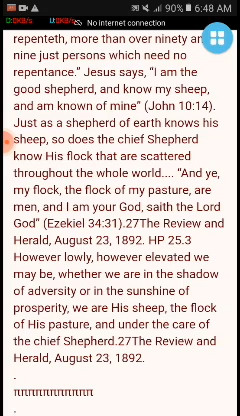 0:0KB/s U:0KB/s 90% 6:48 AM
No internet connection
repenteth, more than over ninety and
nine just persons which need no
repentance.” Jesus says, “I am the
good shepherd, and know my sheep,
and am known of mine” (John 10:14).
Just as a shepherd of earth knows his
sheep, so does the chief Shepherd
know His flock that are scattered
throughout the whole world.... “And ye,
my flock, the flock of my pasture, are
men, and I am your God, saith the Lord
God” (Ezekiel 34:31).27The Review and
Herald, August 23, 1892. HP 25.3
However lowly, however elevated we
may be, whether we are in the shadow
of adversity or in the sunshine of
prosperity, we are His sheep, the flock
of His pasture, and under the care of
the chief Shepherd.27The Review and
Herald, August 23, 1892.
.
πππππππππππππ
.